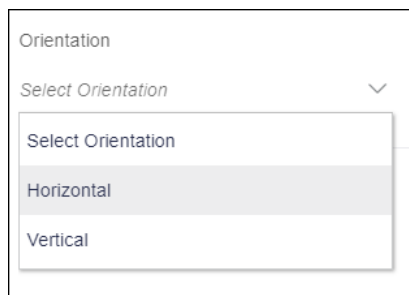 Orientation
Select Orientation
Select Orientation
Horizontal
Vertical